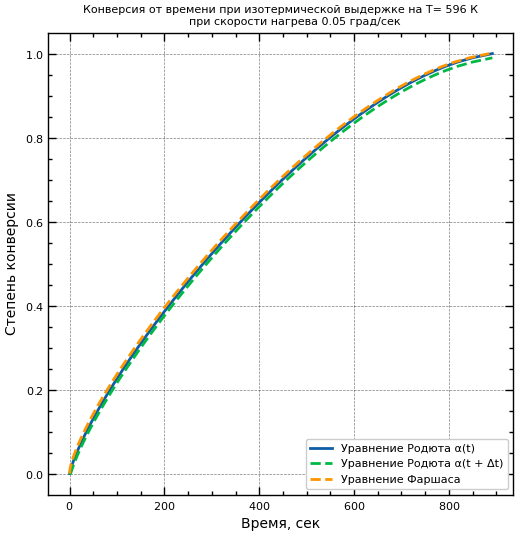 Конверсия от времени при изотермической выдержке на T= 596 К
при скорости нагрева 0.05 град/сек
1.0
0.8
0.6
0.4
0.2
0.0
Степень конверсии
0
200
400
600
800
Время, сек
Уравнение Родюта α(t)
Уравнение Родюта α(t + Δt)
Уравнение Фаршаса